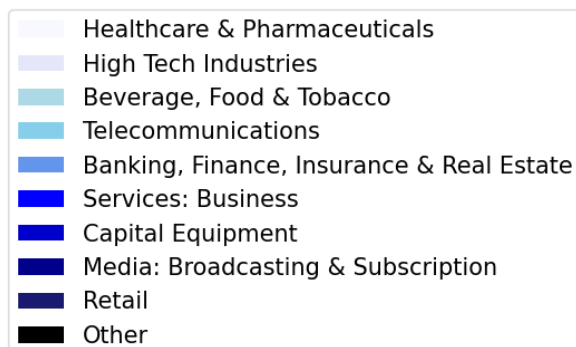 Healthcare & Pharmaceuticals
High Tech Industries
Beverage, Food & Tobacco
Telecommunications
Banking, Finance, Insurance & Real Estate
Services: Business
Capital Equipment
Media: Broadcasting & Subscription
Retail
Other